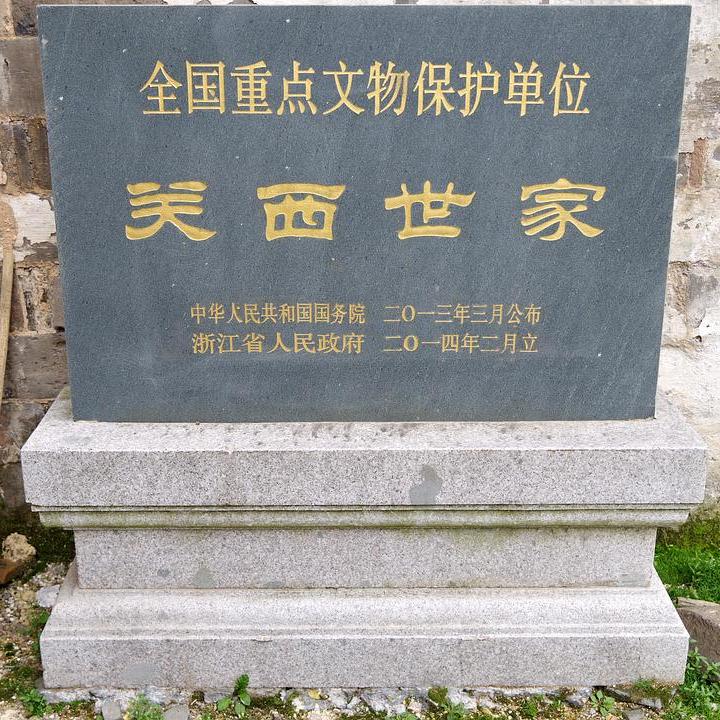 全国重点文物保护单位
关西世家
中华人民共和国国务院 二〇一三年三月公布
浙江省人民政府 二〇一四年二月立